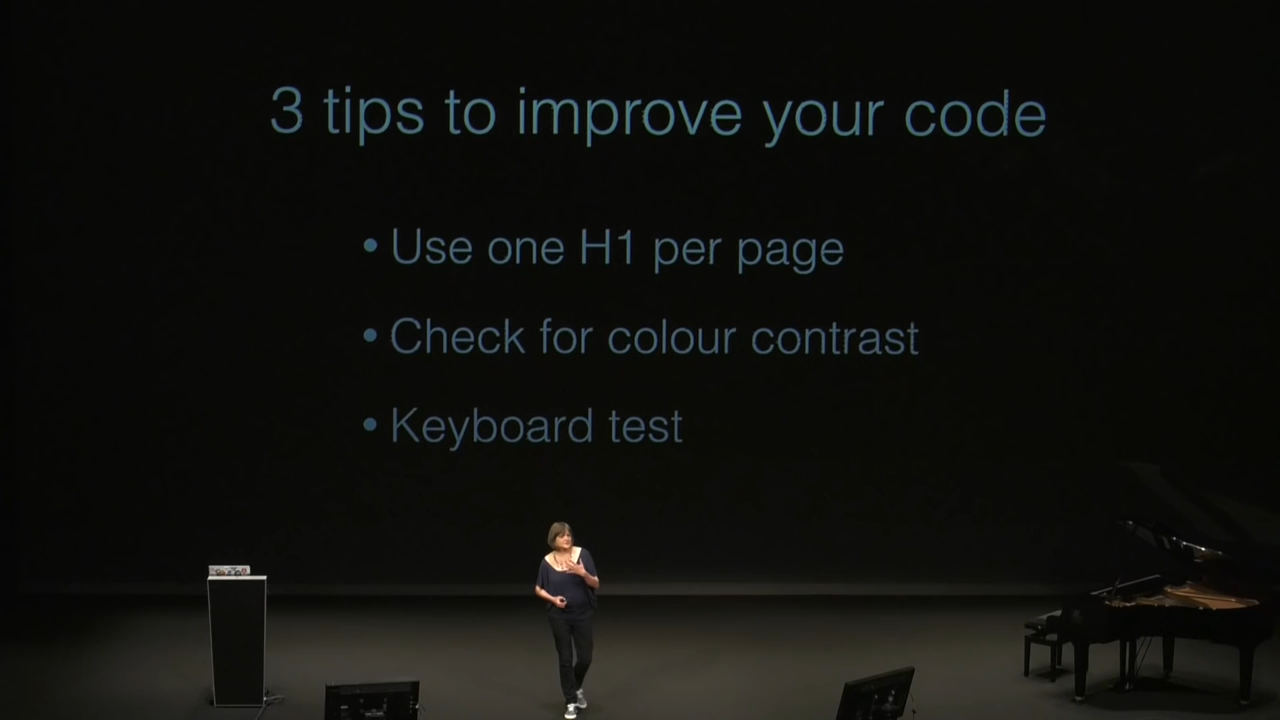 3 tips to improve your code
• Use one H1 per page
• Check for colour contrast
• Keyboard test